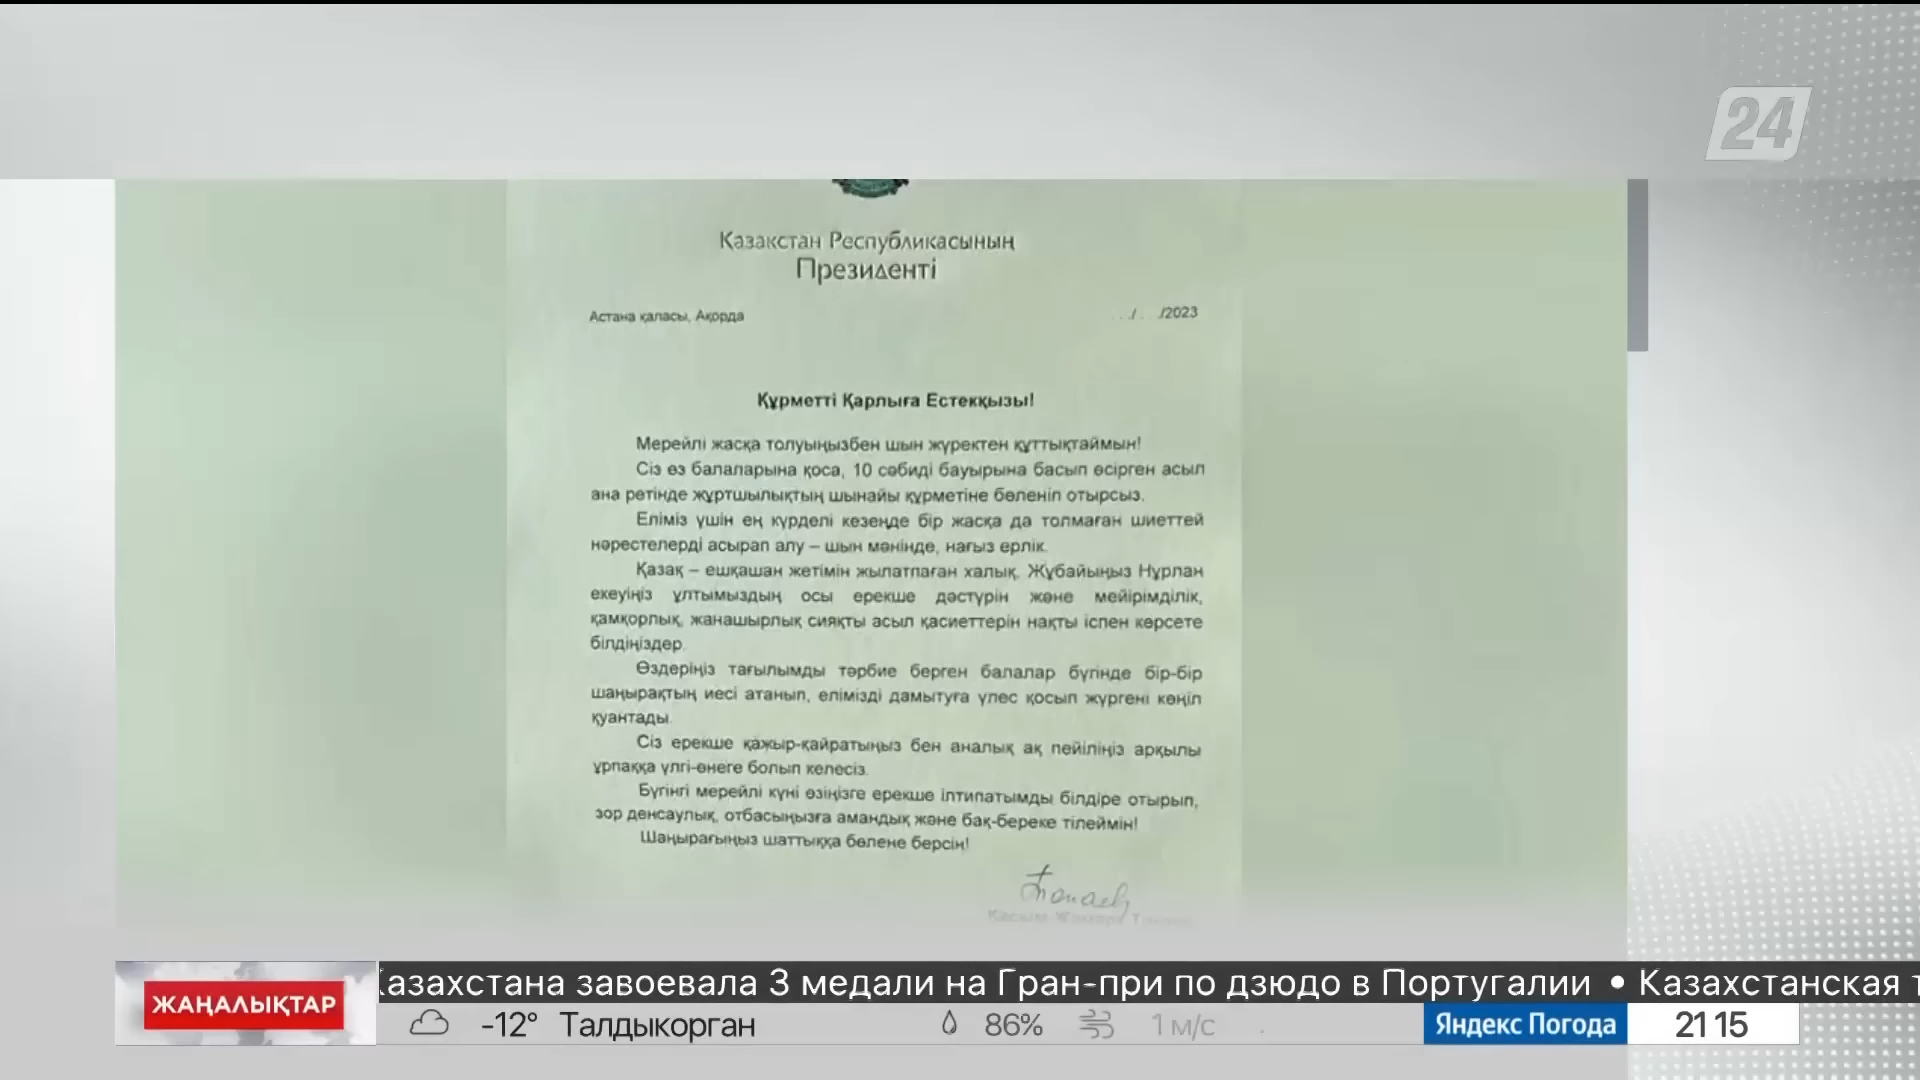 24
Қазақстан Республикасының
Президенті
Астана қаласы, Ақорда
/2023
Құрметті Қарлыға Естекқызы!
Мерейлі жасқа толуыңызбен шын жүректен құттықтаймын!
Сіз өз балаларына қоса, 10 сәбиді бауырына басып өсірген асыл
ана ретінде жұртшылықтың шынайы құрметіне бөленіп отырсыз.
Еліміз үшін ең күрделі кезеңде бір жасқа да толмаған шиеттей
нәрестелерді асырап алу – шын мәнінде, нағыз ерлік.
Қазақ – ешқашан жетімін жылатпаған халық. Жұбайыңыз Нұрлан
екеуіңіз ұлтымыздың осы ерекше дәстүрін және мейірімділік,
қамқорлық, жанашырлық сияқты асыл қасиеттерін нақты іспен көрсете
білдіңіздер.
Өздеріңіз тағылымды тәрбие берген балалар бүгінде бір-бір
шаңырақтың иесі атанып, елімізді дамытуға үлес қосып жүргені көңіл
қуантады.
Сіз ерекше қажыр-қайратыңыз бен аналық ақ пейіліңіз арқылы
ұрпаққа үлгі-өнеге болып келесіз.
Бүгінгі мерейлі күні өзіңізге ерекше іптипатымды білдіре отырып,
зор денсаулық, отбасыңызға амандық және бақ-береке тілеймін!
Шаңырағыңыз шаттыққа бөлене берсін!
ЖАҢАЛЫҚТАР
Казахстана завоевала 3 медали на Гран-при по дзюдо в Португалии • Казахстанская
-12° Талдыкорган 86% 1 м/с Яндекс Погода 21 15